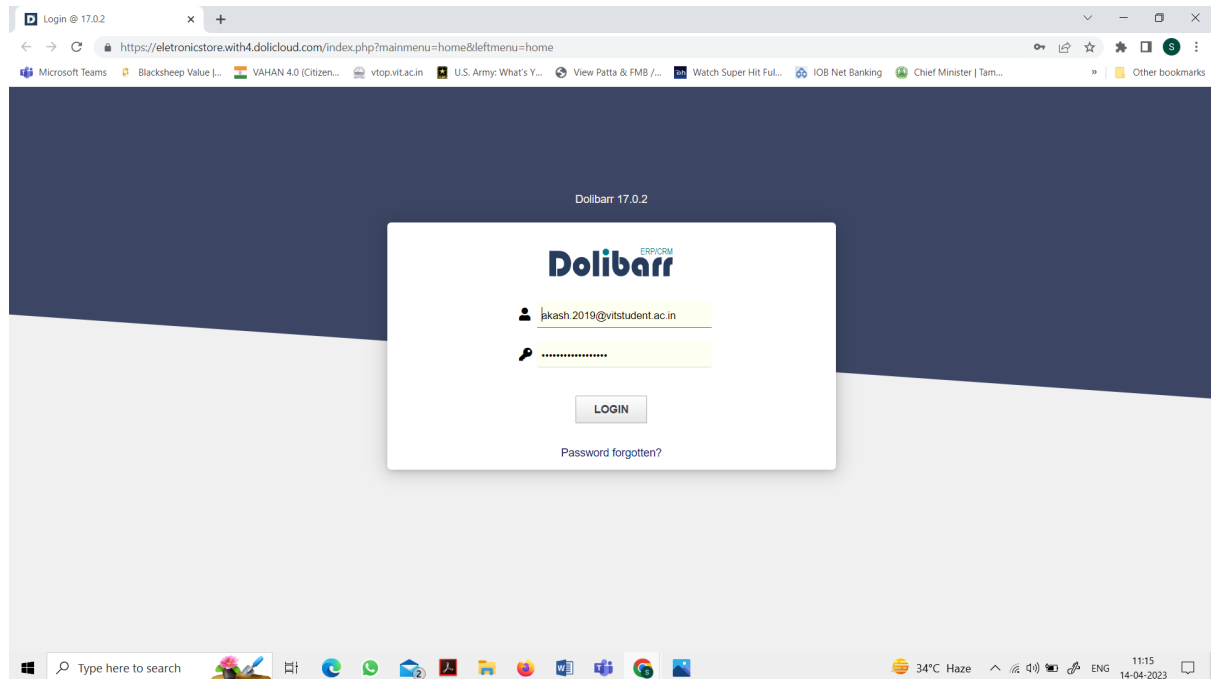 Login @ 17.0.2
https://eletronicstore.with4.dolicloud.com/index.php?mainmenu=home&leftmenu=home
S
Microsoft Teams Blacksheep Value |... VAHAN 4.0 (Citizen... vtop.vit.ac.in U.S. Army: What's Y... View Patta & FMB /... Watch Super Hit Ful... IOB Net Banking Chief Minister | Tam... » Other bookmarks
Dolibarr 17.0.2
Dolibarr ERP/CRM
akash.2019@vitstudent.ac.in
LOGIN
Password forgotten?
Type here to search 2 34°C Haze ENG 11:15
14-04-2023